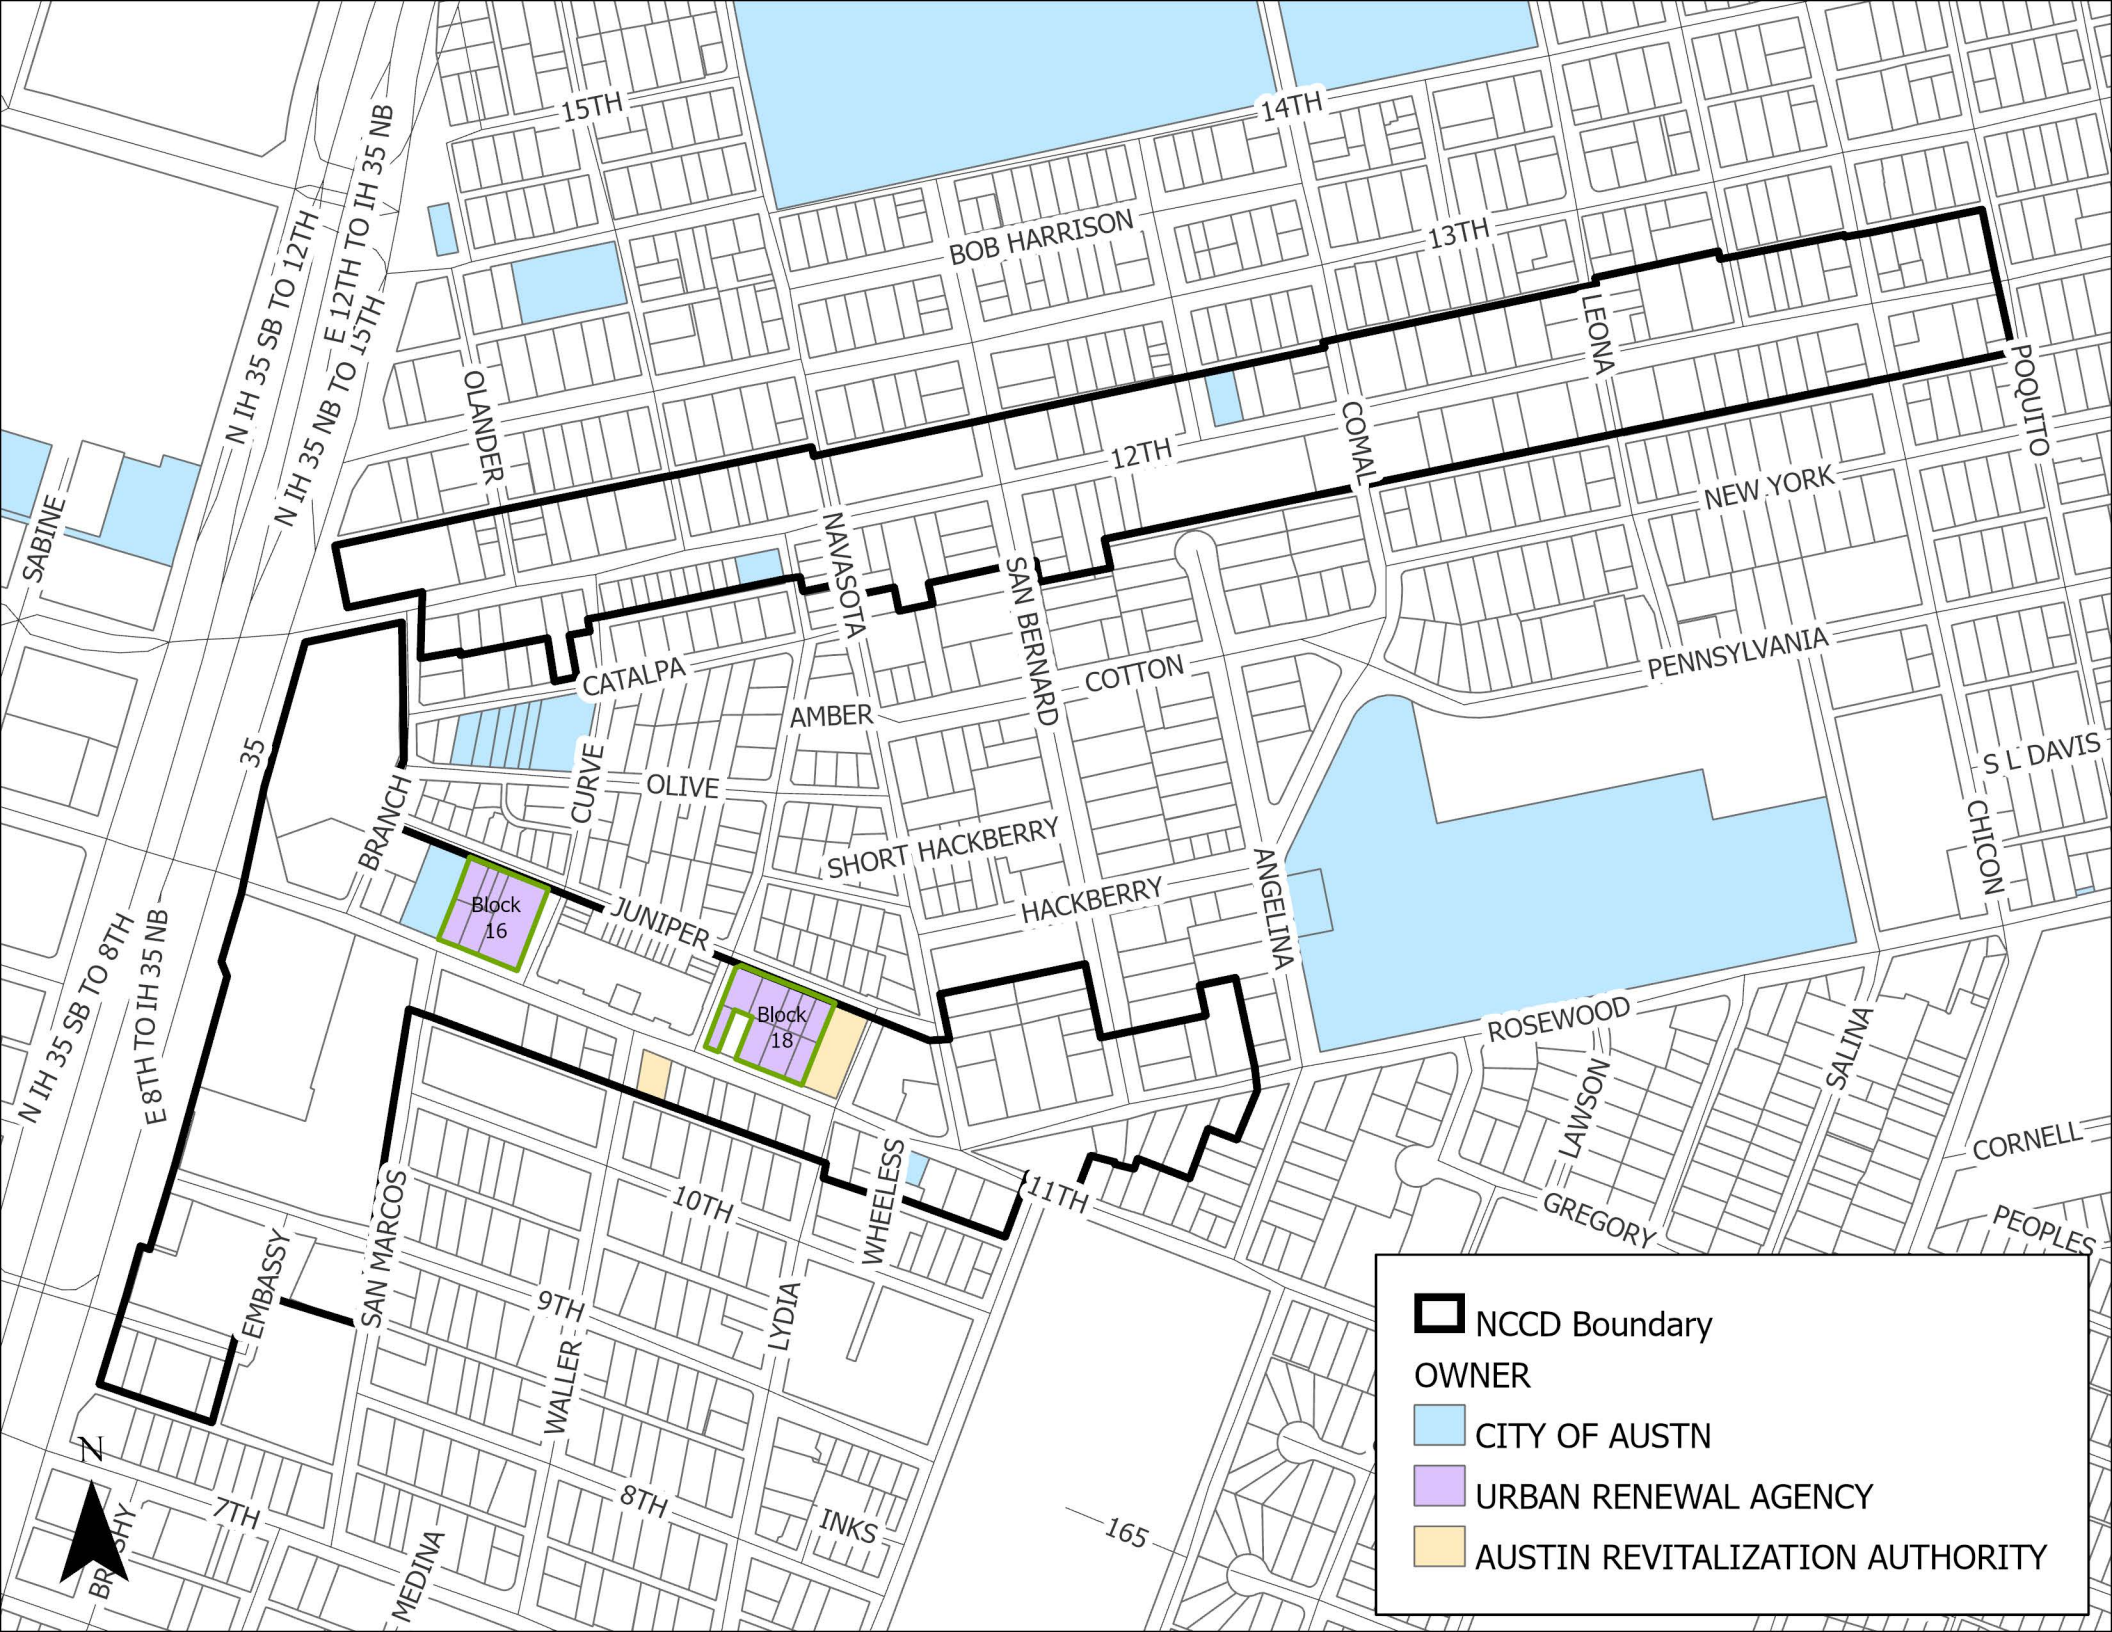 15TH
14TH
BOB HARRISON
13TH
N IH 35 SB TO 12TH
E 12TH TO IH 35 NB
N IH 35 NB TO 15TH
OLANDER
LEONA
POQUITO
COMAL
12TH
NEW YORK
SABINE
NAVASOTA
SAN BERNARD
CATALPA
COTTON
PENNSYLVANIA
AMBER
35
OLIVE
CURVE
S L DAVIS
BRANCH
SHORT HACKBERRY
CHICON
HACKBERRY
ANGELINA
JUNIPER
Block
16
Block
18
ROSEWOOD
SALINA
LAWSON
N IH 35 SB TO 8TH
E 8TH TO IH 35 NB
CORNELL
WHEELESS
11TH
10TH
GREGORY
PEOPLES
SAN MARCOS
EMBASSY
9TH
LYDIA
WALLER
8TH
INKS
7TH
MEDINA
165
N
NCCD Boundary
OWNER
CITY OF AUSTN
URBAN RENEWAL AGENCY
AUSTIN REVITALIZATION AUTHORITY